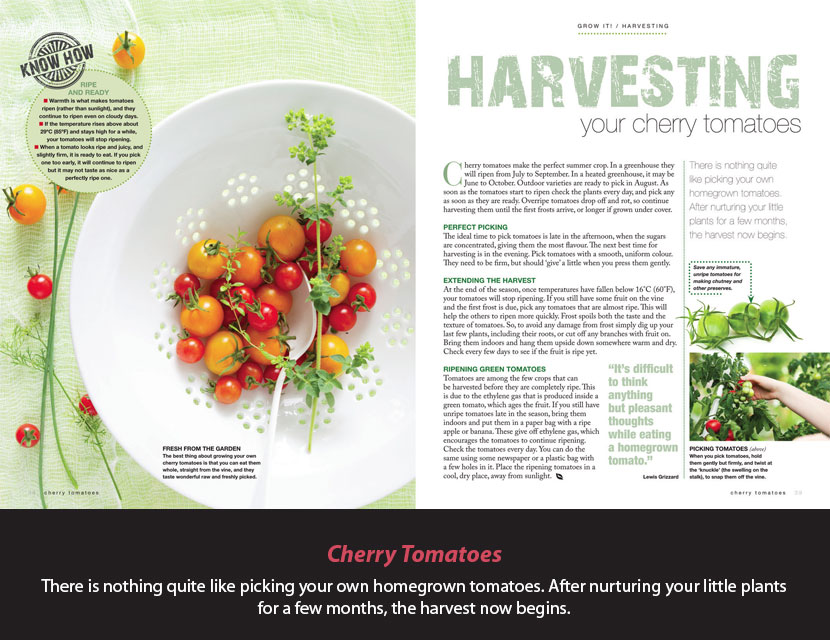 KNOW HOW
RIPE
AND READY
■ Warmth is what makes tomatoes
ripen (rather than sunlight), and they
continue to ripen even on cloudy days.
■ If the temperature rises above about
29°C (85°F) and stays high for a while,
your tomatoes will stop ripening.
■ When a tomato looks ripe and juicy, and
slightly firm, it is ready to eat. If you pick
one too early, it will continue to ripen
but it may not taste as nice as a
perfectly ripe one.
FRESH FROM THE GARDEN
The best thing about growing your own
cherry tomatoes is that you can eat them
whole, straight from the vine, and they
taste wonderful raw and freshly picked.
cherry tomatoes
GROW IT! / HARVESTING
HARVESTING
your cherry tomatoes
Cherry tomatoes make the perfect summer crop. In a greenhouse they
will ripen from July to September. In a heated greenhouse, it may be
June to October. Outdoor varieties are ready to pick in August. As
soon as the tomatoes start to ripen check the plants every day, and pick any
as soon as they are ready. Overripe tomatoes drop off and rot, so continue
harvesting them until the first frosts arrive, or longer if grown under cover.
PERFECT PICKING
The ideal time to pick tomatoes is late in the afternoon, when the sugars
are concentrated, giving them the most flavour. The next best time for
harvesting is in the evening. Pick tomatoes with a smooth, uniform colour.
They need to be firm, but should 'give' a little when you press them gently.
EXTENDING THE HARVEST
At the end of the season, once temperatures have fallen below 16°C (60°F),
your tomatoes will stop ripening. If you still have some fruit on the vine
and the first frost is due, pick any tomatoes that are almost ripe. This will
help the others to ripen more quickly. Frost spoils both the taste and the
texture of tomatoes. So, to avoid any damage from frost simply dig up your
last few plants, including their roots, or cut off any branches with fruit on.
Bring them indoors and hang them upside down somewhere warm and dry.
Check every few days to see if the fruit is ripe yet.
RIPENING GREEN TOMATOES
Tomatoes are among the few crops that can
be harvested before they are completely ripe. This
is due to the ethylene gas that is produced inside a
green tomato, which ages the fruit. If you still have
unripe tomatoes late in the season, bring them
indoors and put them in a paper bag with a ripe
apple or banana. These give off ethylene gas, which
encourages the tomatoes to continue ripening.
Check the tomatoes every day. You can do the
same using some newspaper or a plastic bag with
a few holes in it. Place the ripening tomatoes in a
cool, dry place, away from sunlight.
"It's difficult
to think
anything
but pleasant
thoughts
while eating
a homegrown
tomato."
Lewis Grizzard
There is nothing quite
like picking your own
homegrown tomatoes.
After nurturing your little
plants for a few months,
the harvest now begins.
Save any immature,
unripe tomatoes for
making chutney and
other preserves.
PICKING TOMATOES (above)
When you pick tomatoes, hold
them gently but firmly, and twist at
the 'knuckle' (the swelling on the
stalk), to snap them off the vine.
cherry tomatoes
Cherry Tomatoes
There is nothing quite like picking your own homegrown tomatoes. After nurturing your little plants
for a few months, the harvest now begins.